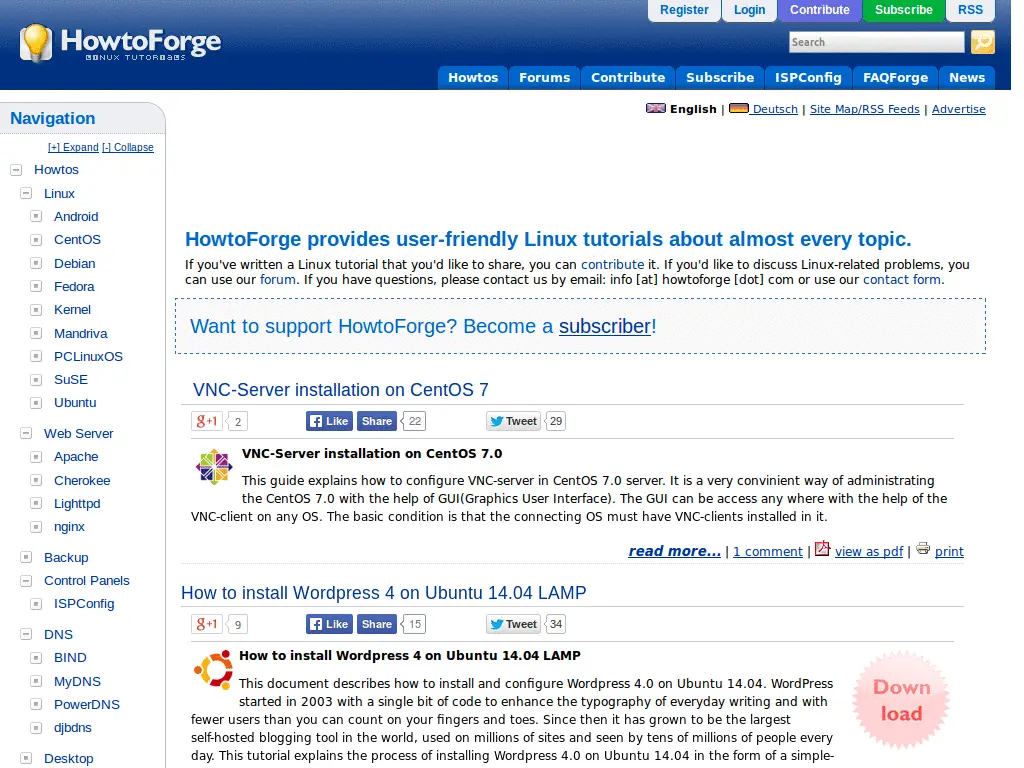 Register Login Contribute Subscribe RSS
HowtoForge
LINUX TUTORIALS
Search
Howtos Forums Contribute Subscribe ISPConfig FAQForge News
English | Deutsch | Site Map/RSS Feeds | Advertise
Navigation
[+] Expand [-] Collapse
Howtos
Linux
Android
CentOS
Debian
Fedora
Kernel
Mandriva
PCLinuxOS
SuSE
Ubuntu
Web Server
Apache
Cherokee
Lighttpd
nginx
Backup
Control Panels
ISPConfig
DNS
BIND
MyDNS
PowerDNS
djbdns
Desktop
HowtoForge provides user-friendly Linux tutorials about almost every topic.
If you've written a Linux tutorial that you'd like to share, you can contribute it. If you'd like to discuss Linux-related problems, you
can use our forum. If you have questions, please contact us by email: info [at] howtoforge [dot] com or use our contact form.
Want to support HowtoForge? Become a subscriber!
VNC-Server installation on CentOS 7
g+1 2 Like Share 22 Tweet 29
VNC-Server installation on CentOS 7.0
This guide explains how to configure VNC-server in CentOS 7.0 server. It is a very convinient way of administrating
the CentOS 7.0 with the help of GUI(Graphics User Interface). The GUI can be access any where with the help of the
VNC-client on any OS. The basic condition is that the connecting OS must have VNC-clients installed in it.
read more... | 1 comment | view as pdf | print
How to install Wordpress 4 on Ubuntu 14.04 LAMP
g+1 9 Like Share 15 Tweet 34
How to install Wordpress 4 on Ubuntu 14.04 LAMP
This document describes how to install and configure Wordpress 4.0 on Ubuntu 14.04. WordPress
started in 2003 with a single bit of code to enhance the typography of everyday writing and with
fewer users than you can count on your fingers and toes. Since then it has grown to be the largest
self-hosted blogging tool in the world, used on millions of sites and seen by tens of millions of people every
day. This tutorial explains the process of installing Wordpress 4.0 on Ubuntu 14.04 in the form of a simple-
Down
load